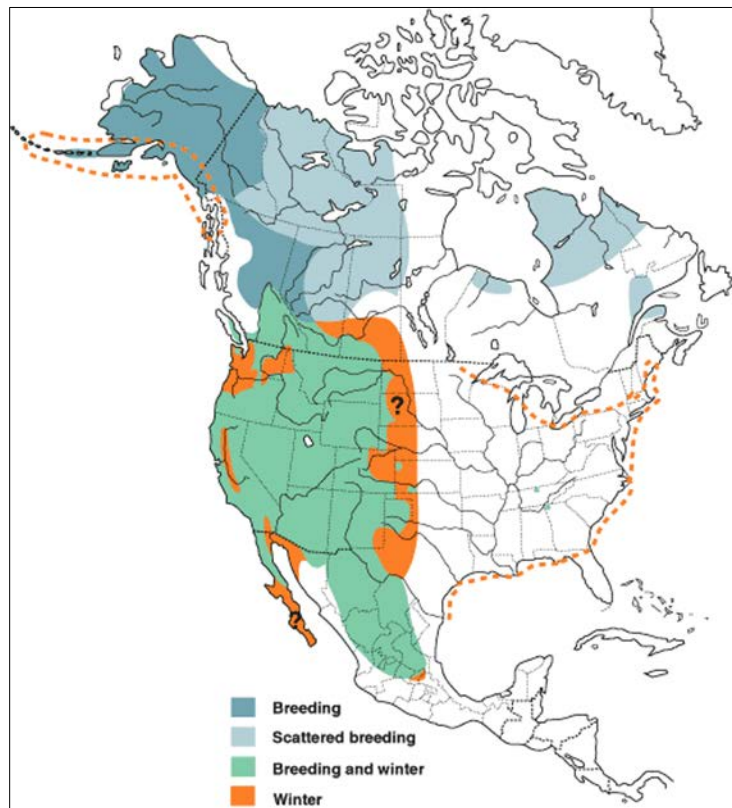 ?
?
Breeding
Scattered breeding
Breeding and winter
Winter